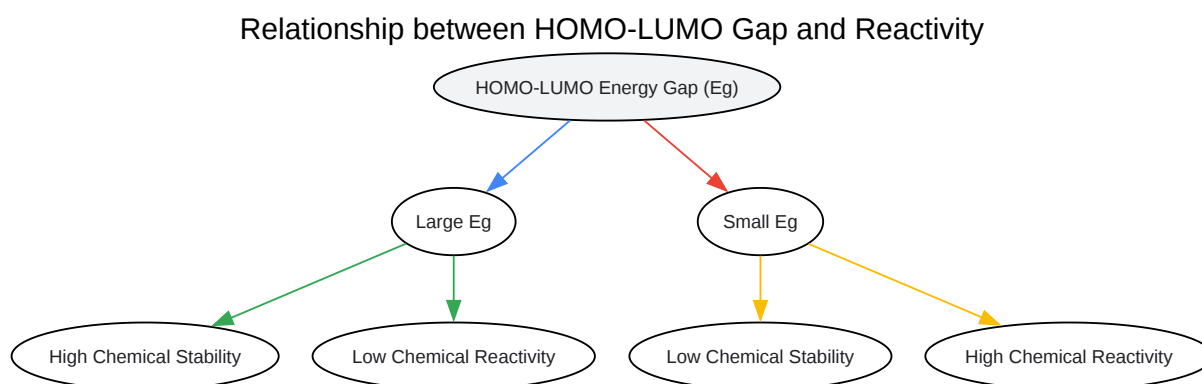 Relationship between HOMO-LUMO Gap and Reactivity
HOMO-LUMO Energy Gap (Eg)
Large Eg
Small Eg
High Chemical Stability
Low Chemical Reactivity
Low Chemical Stability
High Chemical Reactivity